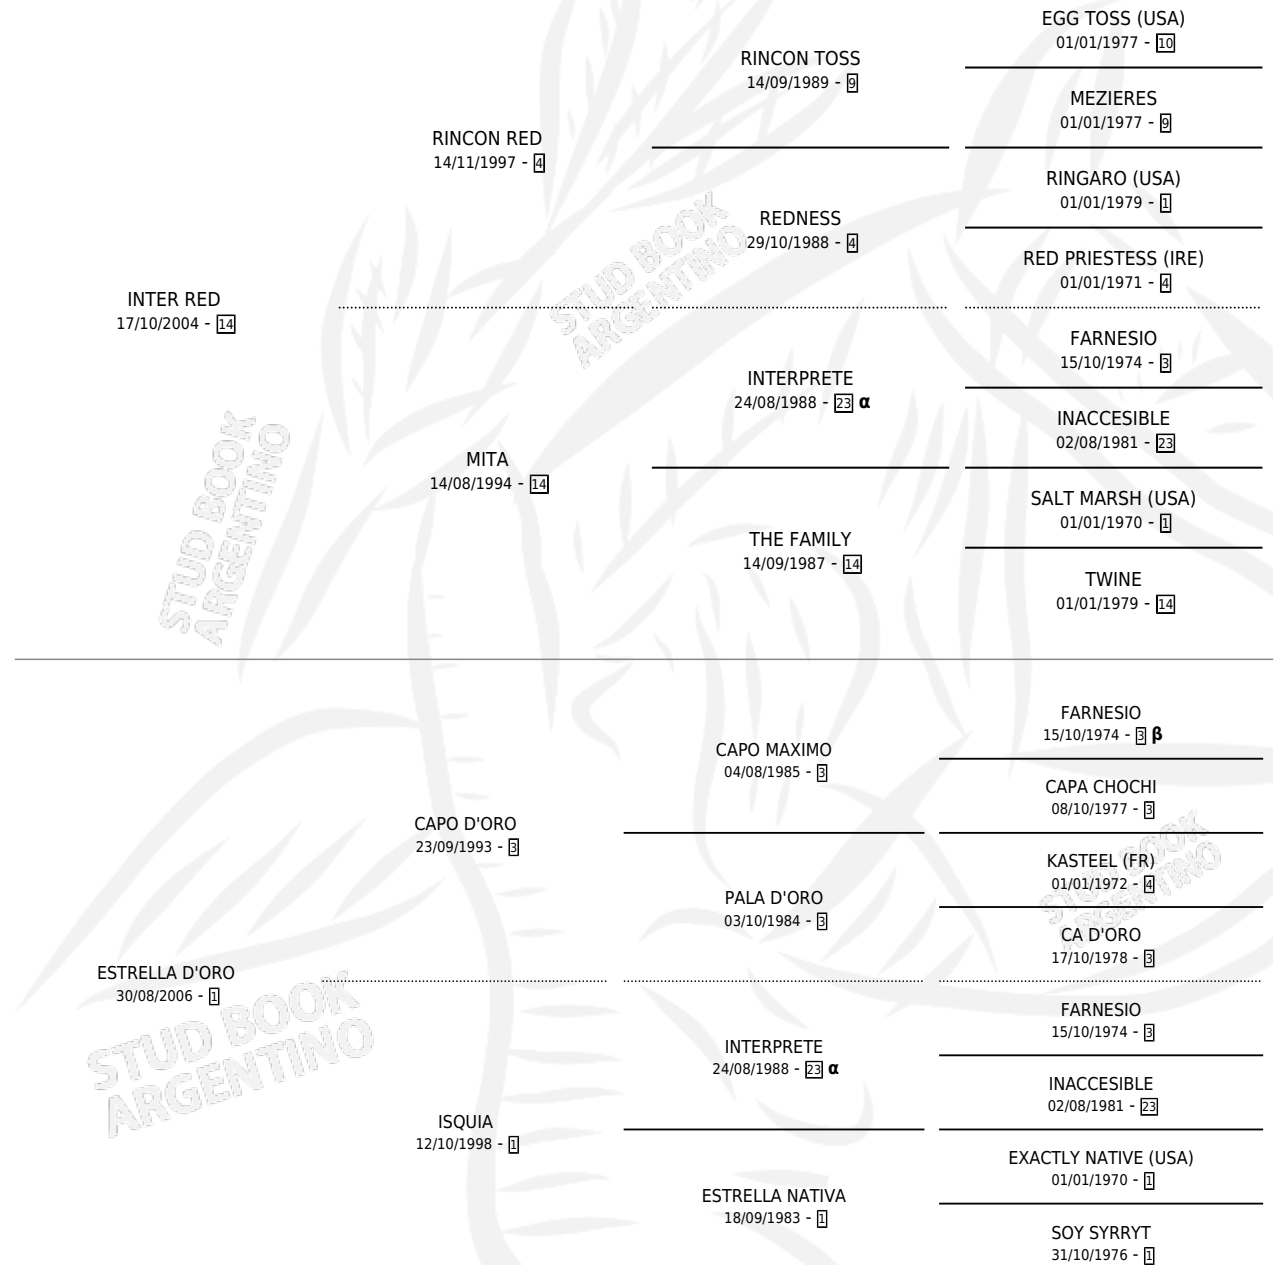 EGG TOSS (USA)
01/01/1977 - 10
RINCON TOSS
14/09/1989 - 9
MEZIERES
01/01/1977 - 9
RINCON RED
14/11/1997 - 4
RINGARO (USA)
01/01/1979 - 1
REDNESS
29/10/1988 - 4
RED PRIESTESS (IRE)
01/01/1971 - 4
INTER RED
17/10/2004 - 14
FARNESIO
15/10/1974 - 3
INTERPRETE
24/08/1988 - 23 α
INACCESIBLE
02/08/1981 - 23
MITA
14/08/1994 - 14
SALT MARSH (USA)
01/01/1970 - 1
THE FAMILY
14/09/1987 - 14
TWINE
01/01/1979 - 14
FARNESIO
15/10/1974 - 3 β
CAPO MAXIMO
04/08/1985 - 3
CAPA CHOCHI
08/10/1977 - 3
CAPO D'ORO
23/09/1993 - 3
KASTEEL (FR)
01/01/1972 - 4
PALA D'ORO
03/10/1984 - 3
CA D'ORO
17/10/1978 - 3
ESTRELLA D'ORO
30/08/2006 - 1
FARNESIO
15/10/1974 - 3
INTERPRETE
24/08/1988 - 23 α
INACCESIBLE
02/08/1981 - 23
ISQUIA
12/10/1998 - 1
EXACTLY NATIVE (USA)
01/01/1970 - 1
ESTRELLA NATIVA
18/09/1983 - 1
SOY SYRRYT
31/10/1976 - 1
STUD BOOK
ARGENTINO
STUD BOOK
ARGENTINO
STUD BOOK
ARGENTINO
STUD BOOK
ARGENTINO